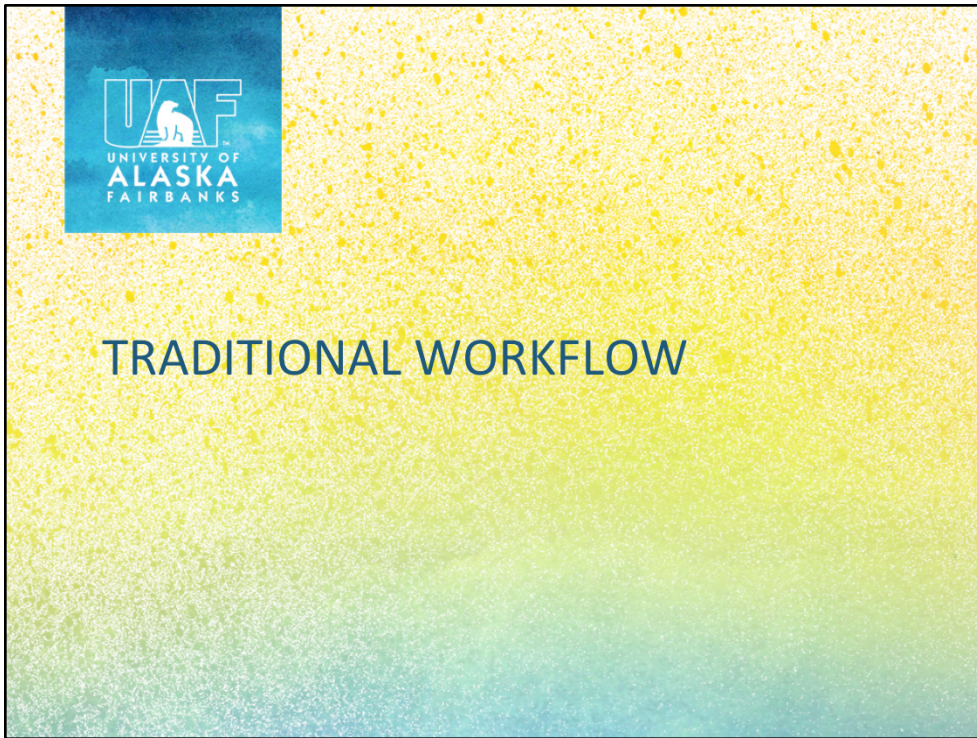 UAF
UNIVERSITY OF
ALASKA
FAIRBANKS
TRADITIONAL WORKFLOW